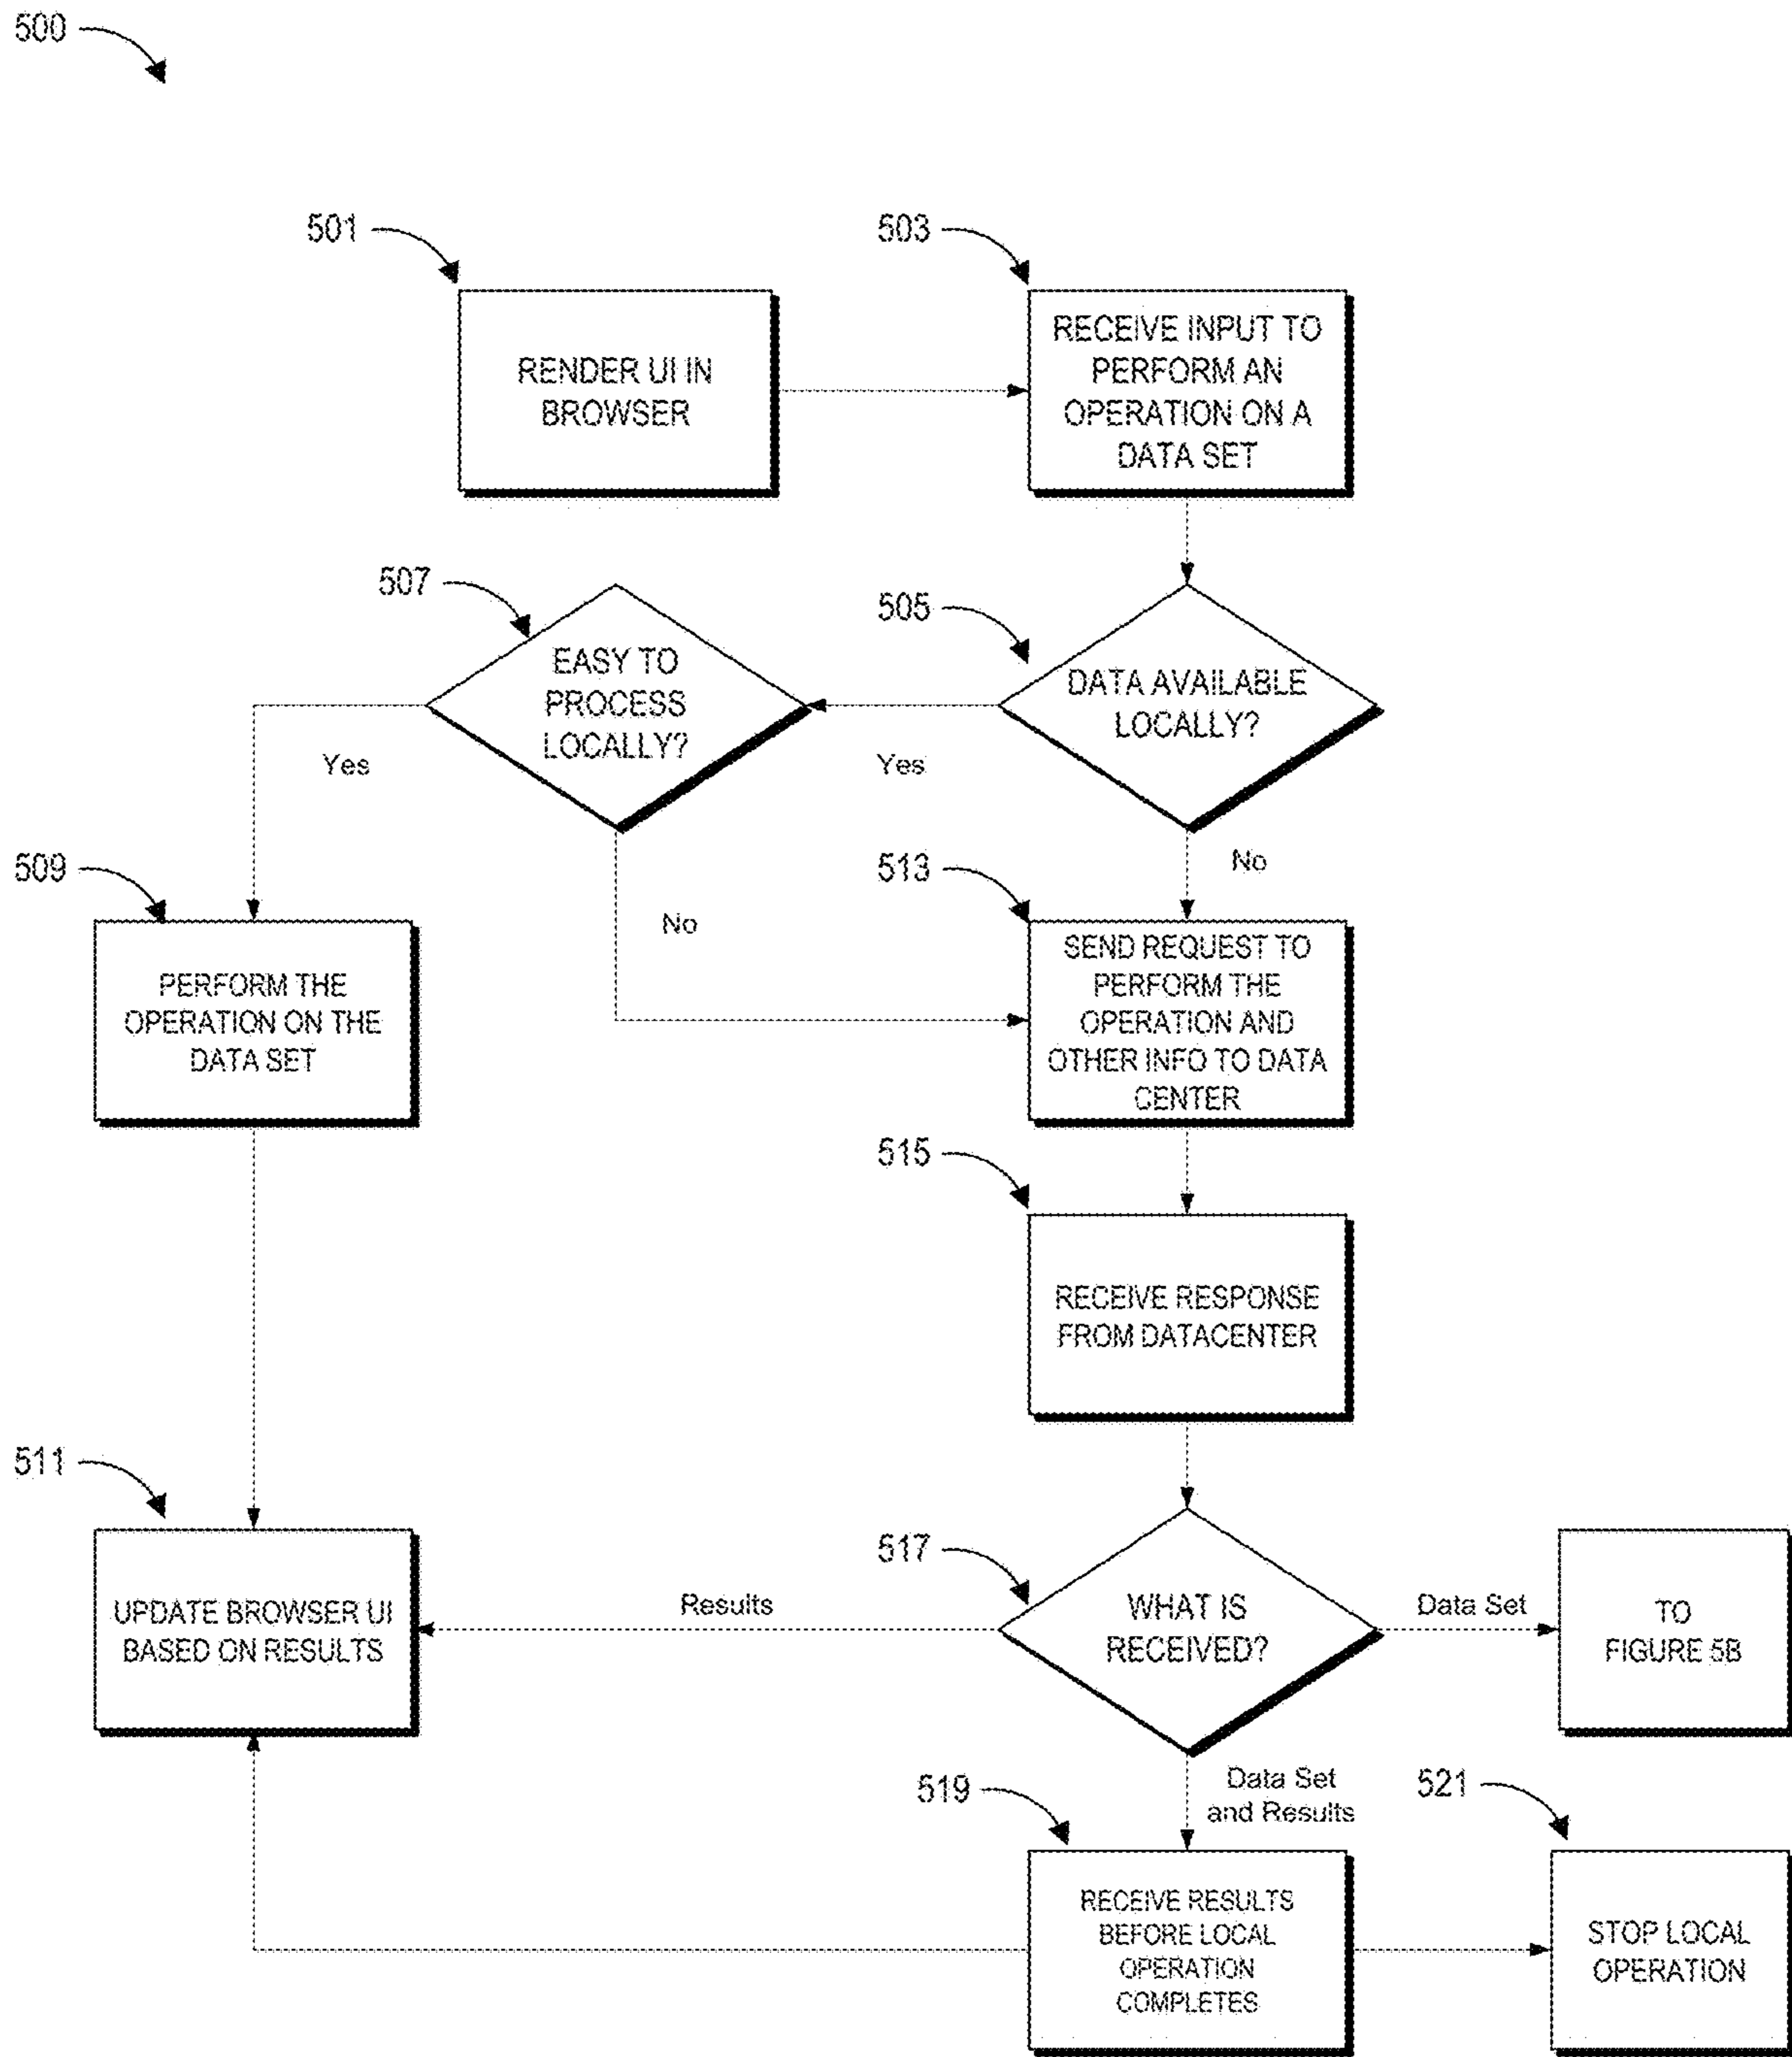 500
501
503
RENDER UI IN
BROWSER
RECEIVE INPUT TO
PERFORM AN
OPERATION ON A
DATA SET
507
505
EASY TO
PROCESS
LOCALLY?
DATA AVAILABLE
LOCALLY?
Yes
Yes
509
No
513
No
PERFORM THE
OPERATION ON THE
DATA SET
SEND REQUEST TO
PERFORM THE
OPERATION AND
OTHER INFO TO DATA
CENTER
515
RECEIVE RESPONSE
FROM DATACENTER
511
517
UPDATE BROWSER UI
BASED ON RESULTS
Results
WHAT IS
RECEIVED?
Data Set
TO
FIGURE 5B
519
Data Set
and Results
521
RECEIVE RESULTS
BEFORE LOCAL
OPERATION
COMPLETES
STOP LOCAL
OPERATION